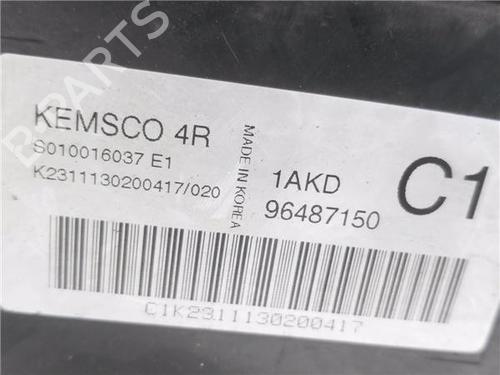 B-PARTS
KEMSCO 4R
S010016037 E1
K2311130200417/020
MADE IN KOREA
1AKD
96487150
C1
C1K2311130200417